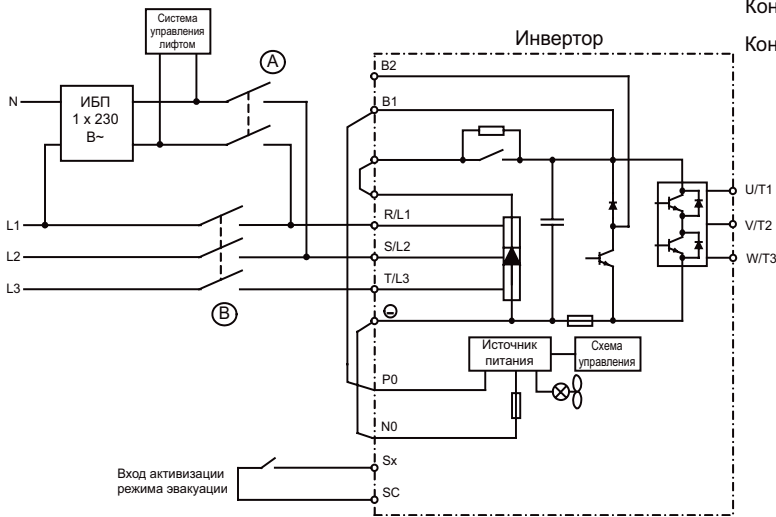 Кон
Кон
Система
управления
лифтом
A
Инвертор
B2
N
ИБП
1 x 230
В~
B1
L1
R/L1
U/T1
L2
S/L2
V/T2
L3
T/L3
W/T3
B
⊖
Источник
питания
Схема
управления
P0
N0
Вход активизации
режима эвакуации
Sx
SC